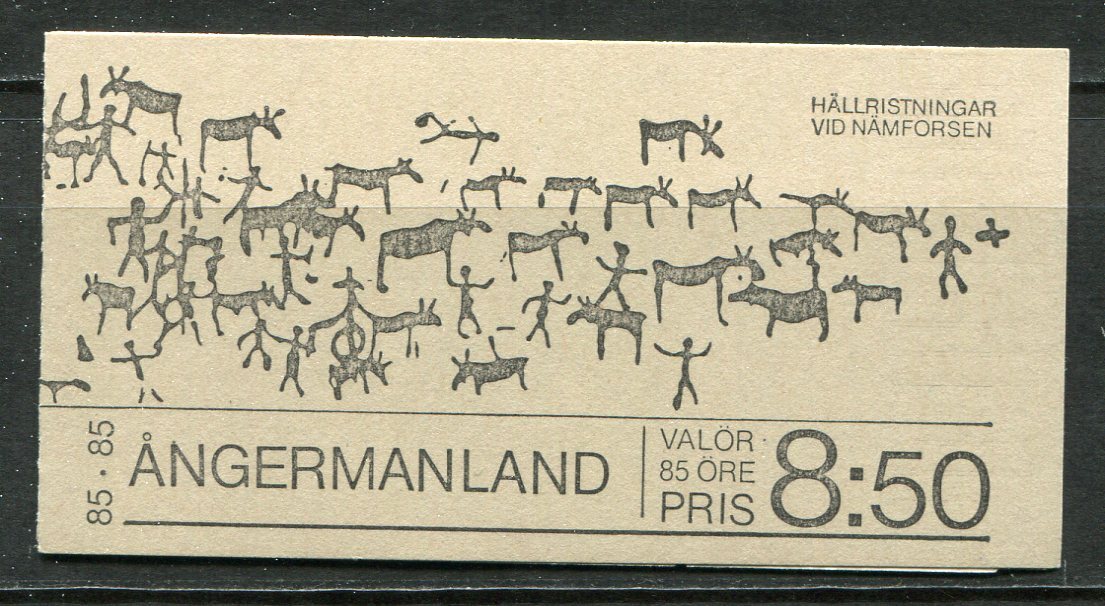 HÄLLRISTNINGAR
VID NÄMFORSEN
85 · 85
ÅNGERMANLAND
VALÖR
85 ÖRE
PRIS
8:50